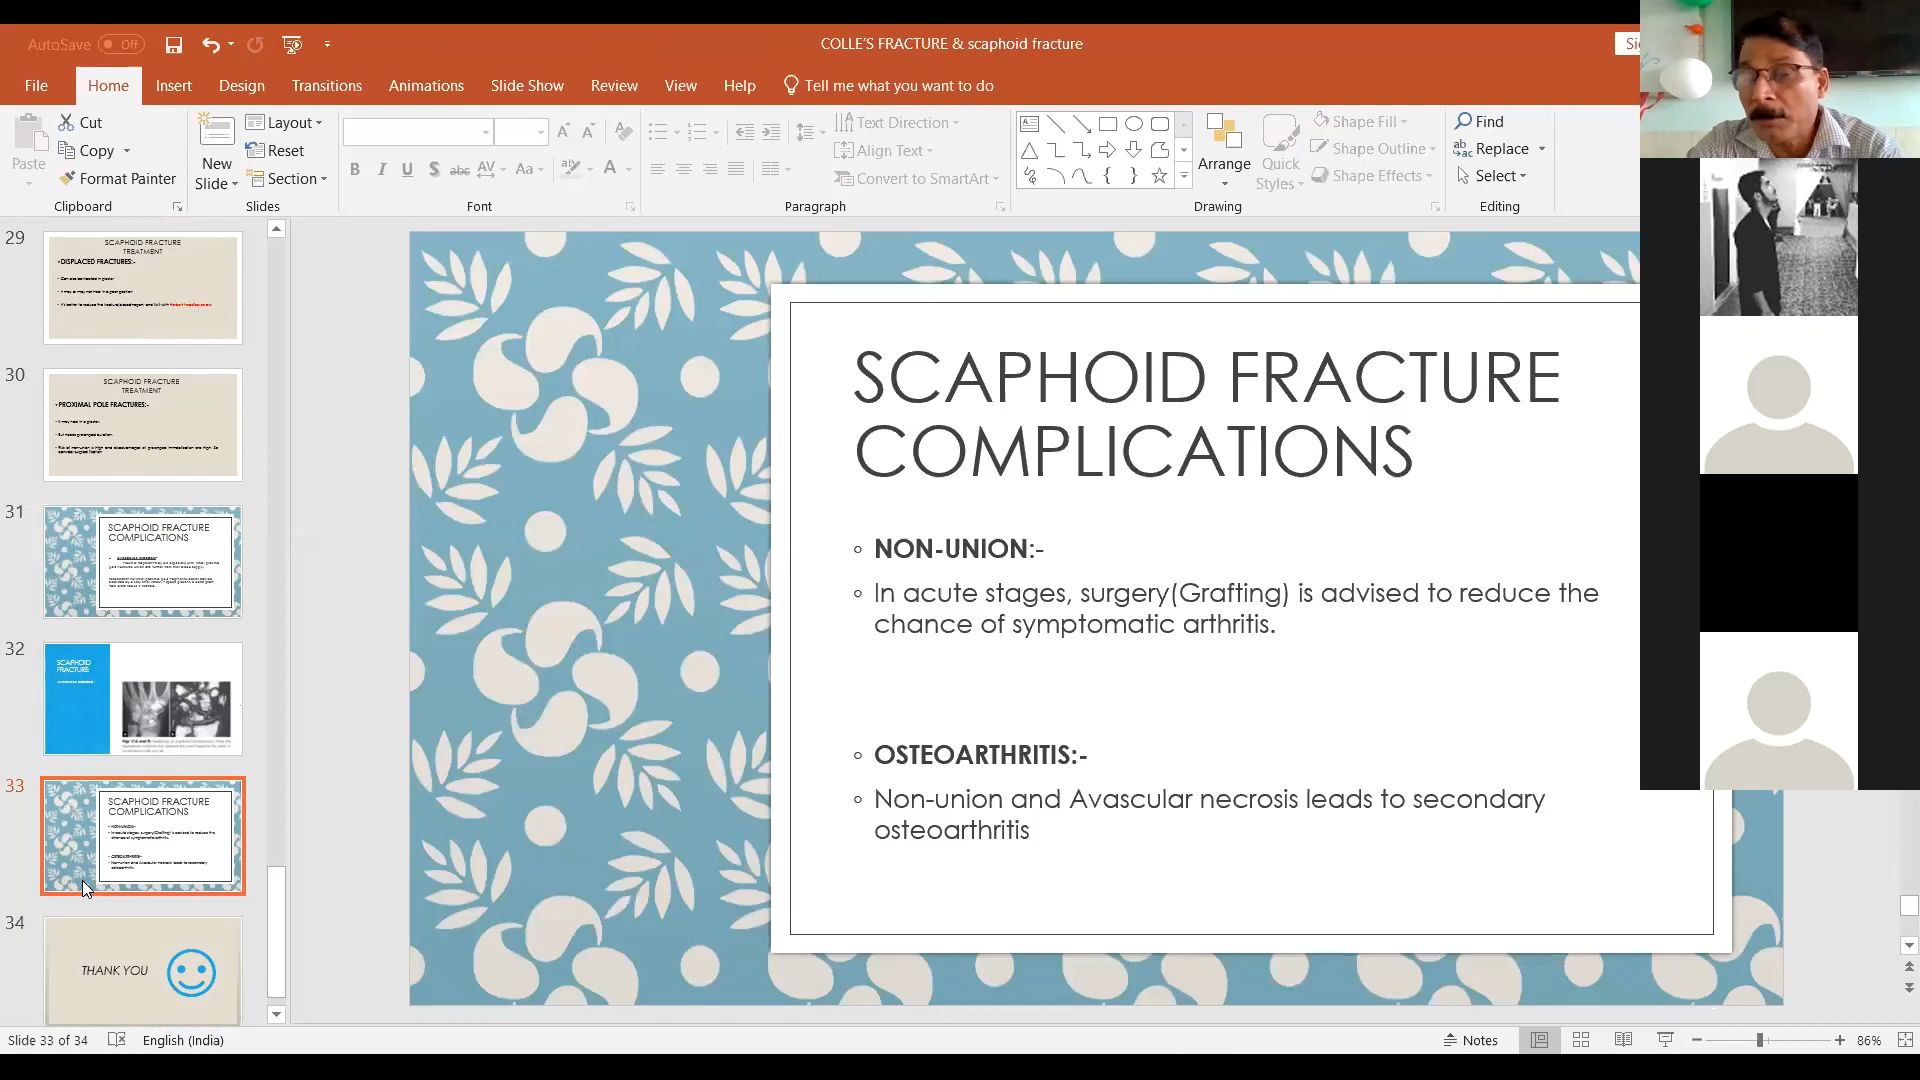 AutoSave Off
COLLE'S FRACTURE & scaphoid fracture
File Home Insert Design Transitions Animations Slide Show Review View Help Tell me what you want to do
Paste
Cut
Copy
Format Painter
Clipboard
New
Slide
Layout
Reset
Section
Slides
Font
Text Direction
Align Text
Convert to SmartArt
Paragraph
Arrange
Quick
Styles
Shape Fill
Shape Outline
Shape Effects
Drawing
Find
Replace
Select
Editing
29
SCAPHOID FRACTURE
TREATMENT
•DISPLACED FRACTURES:-
30
SCAPHOID FRACTURE
TREATMENT
•PROXIMAL POLE FRACTURES:-
31
SCAPHOID FRACTURE
COMPLICATIONS
32
SCAPHOID
FRACTURE
33
SCAPHOID FRACTURE
COMPLICATIONS
34
THANK YOU
SCAPHOID FRACTURE
COMPLICATIONS
NON-UNION:-
In acute stages, surgery(Grafting) is advised to reduce the
chance of symptomatic arthritis.
OSTEOARTHRITIS:-
Non-union and Avascular necrosis leads to secondary
osteoarthritis
Slide 33 of 34
English (India)
Notes
86%